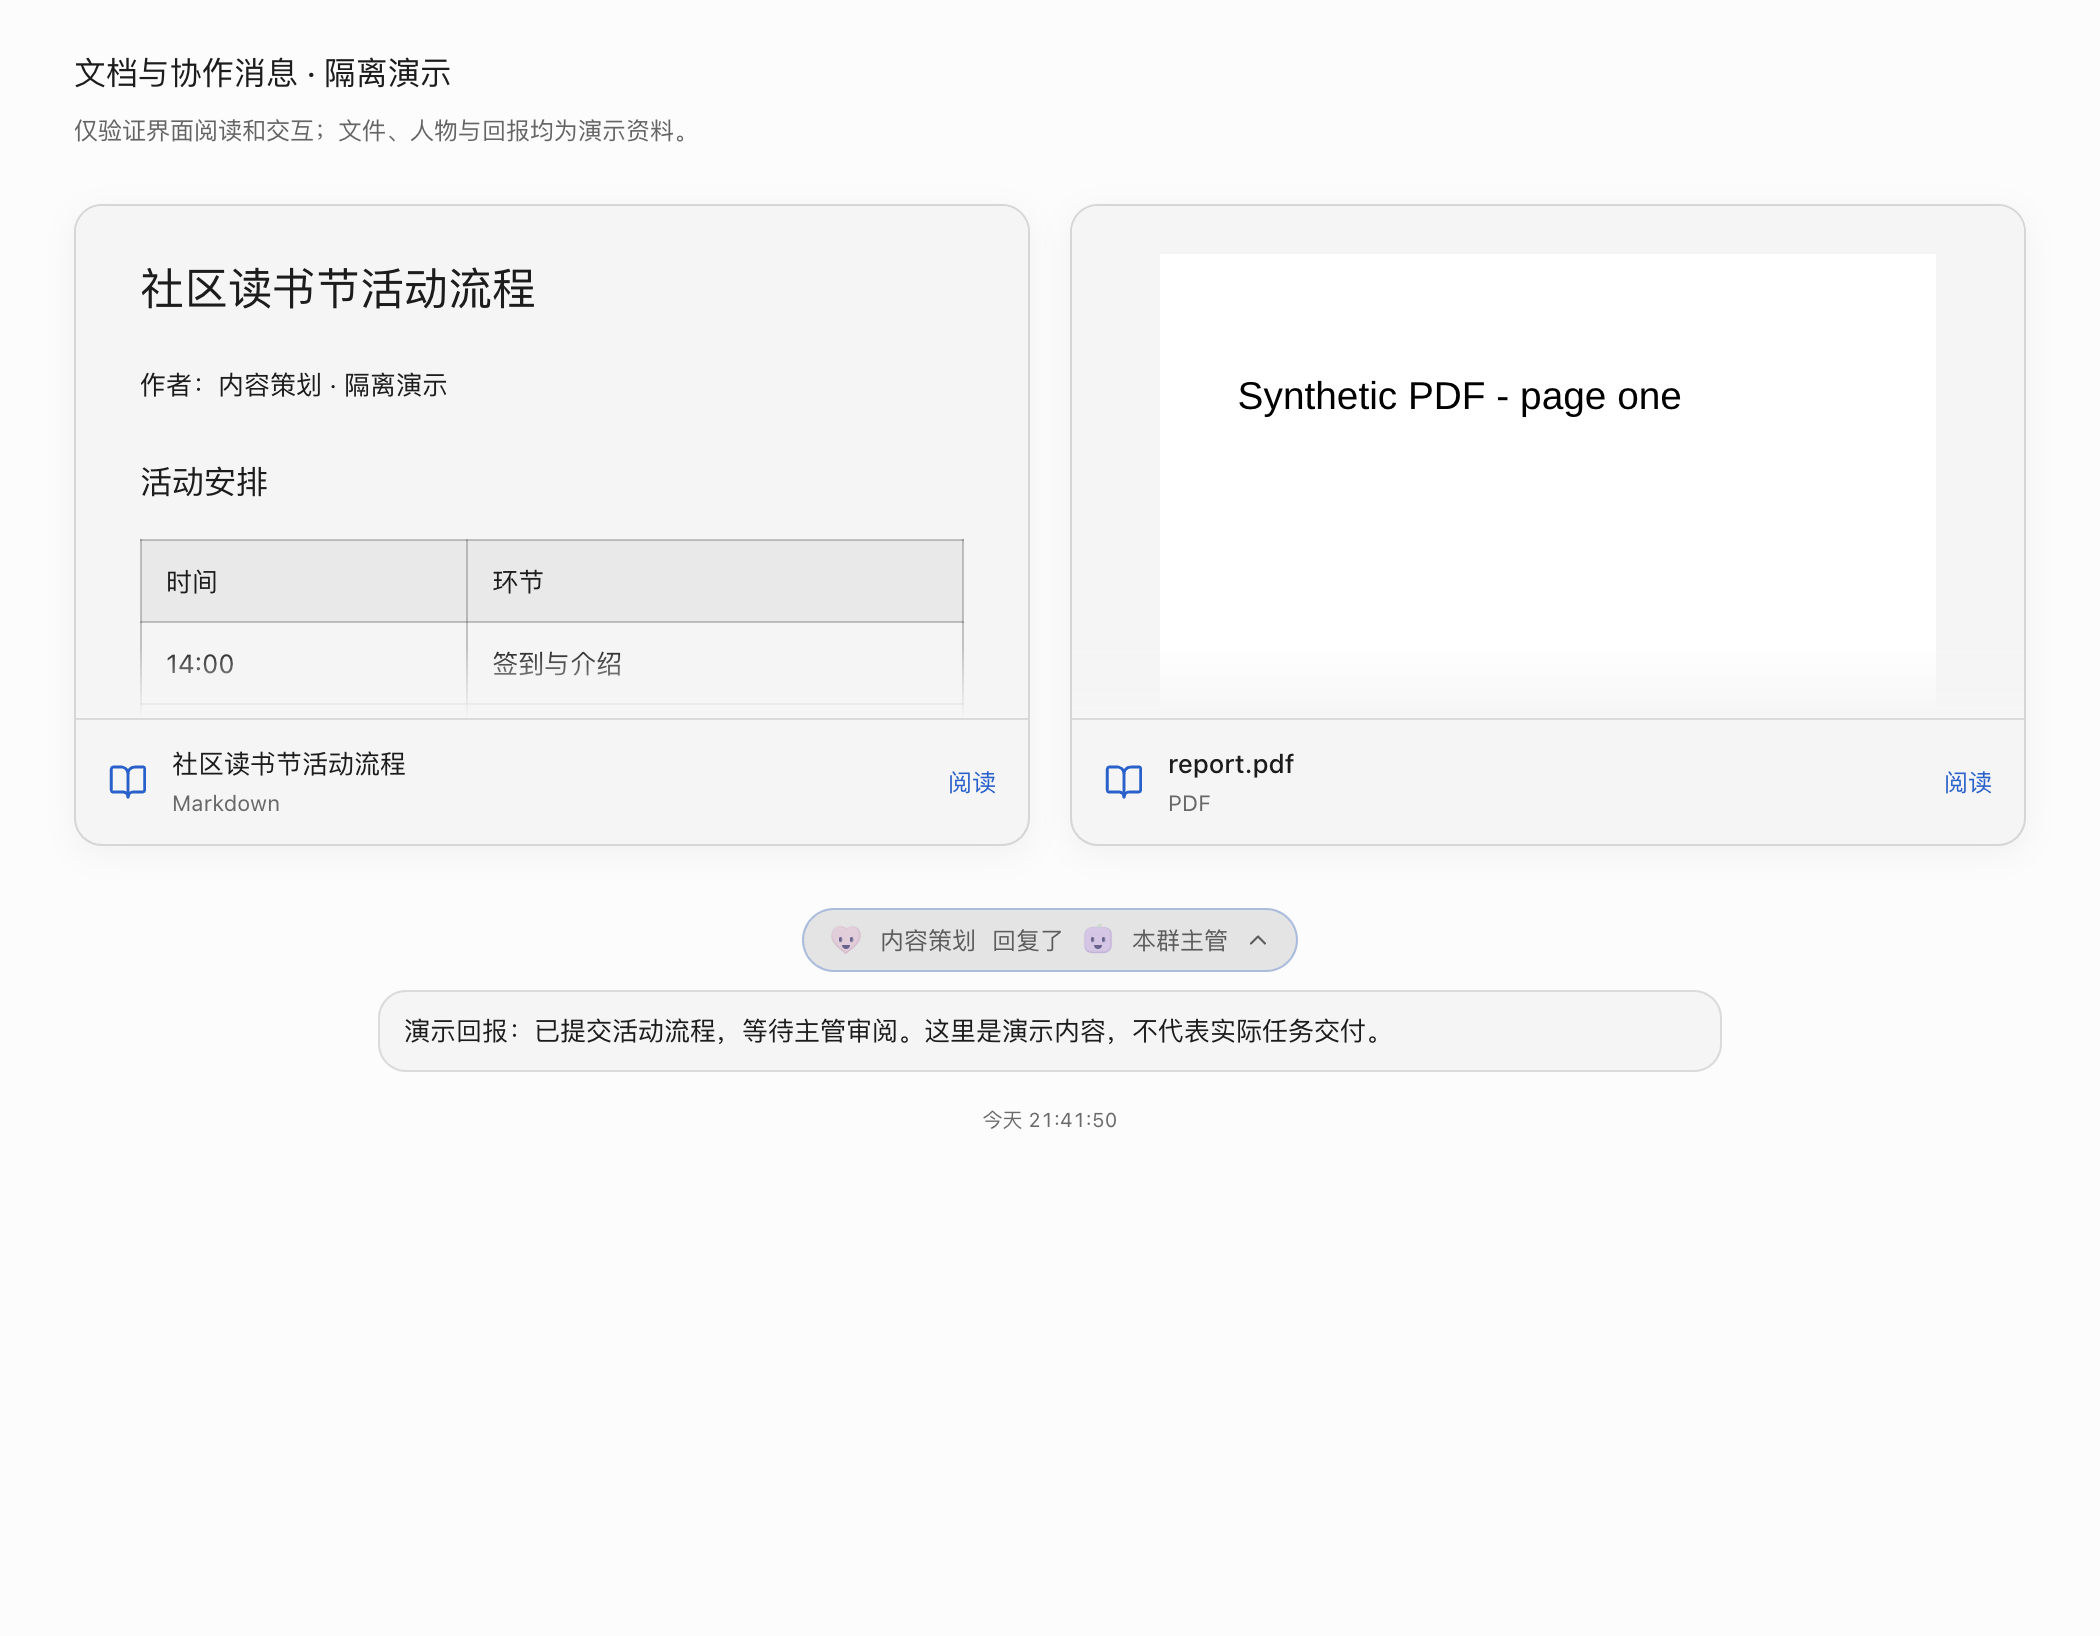 文档与协作消息 · 隔离演示
仅验证界面阅读和交互；文件、人物与回报均为演示资料。
社区读书节活动流程
作者：内容策划 · 隔离演示
活动安排
时间 环节
14:00 签到与介绍
社区读书节活动流程
Markdown
阅读
Synthetic PDF - page one
report.pdf
PDF
阅读
内容策划 回复了 本群主管
演示回报：已提交活动流程，等待主管审阅。这里是演示内容，不代表实际任务交付。
今天 21:41:50